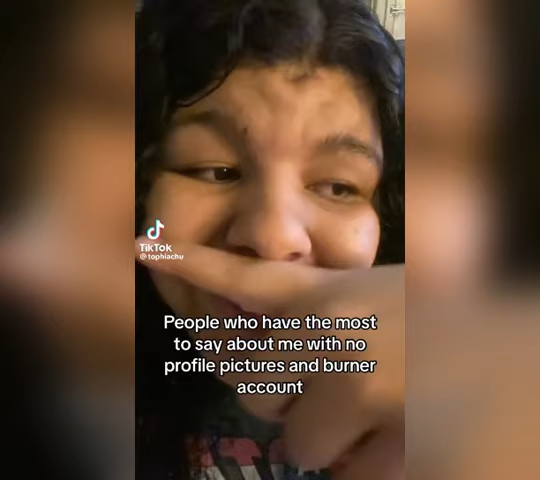 TikTok
@tophiachu
People who have the most
to say about me with no
profile pictures and burner
account